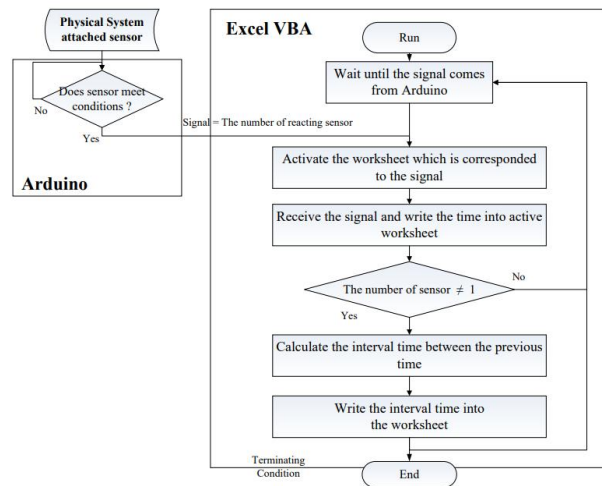 Physical System
attached sensor
Does sensor meet
conditions ?
No
Yes
Arduino
Signal = The number of reacting sensor
Excel VBA
Run
Wait until the signal comes
from Arduino
Activate the worksheet which is corresponded
to the signal
Receive the signal and write the time into active
worksheet
The number of sensor ≠ 1
No
Yes
Calculate the interval time between the previous
time
Write the interval time into
the worksheet
Terminating
Condition
End